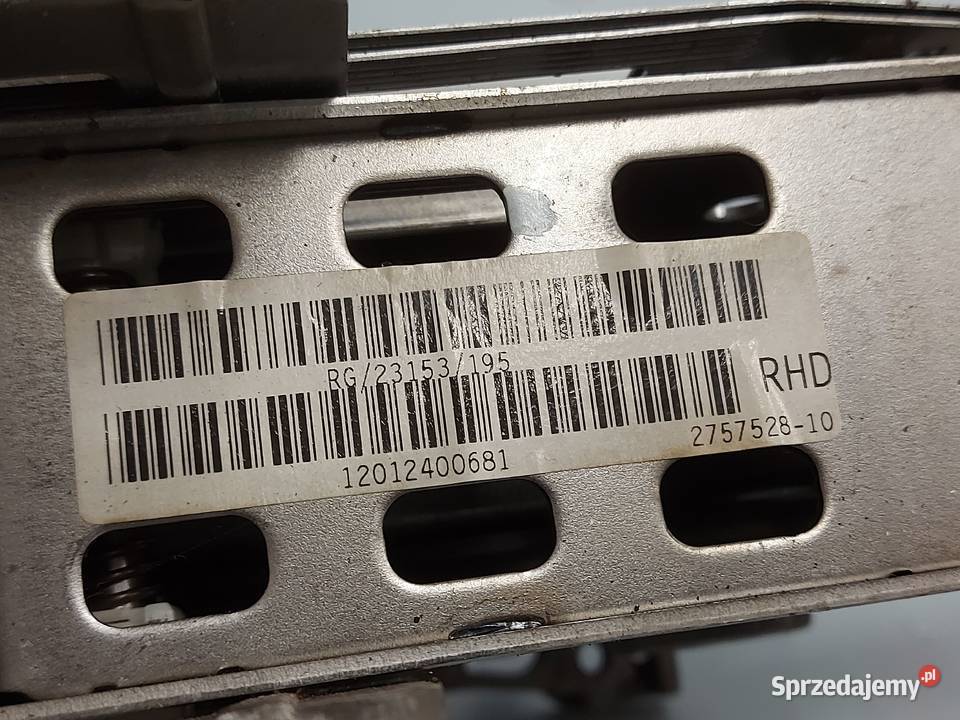 RG/23153/195
RHD
12012400681
2757528-10
Sprzedajemy.pl